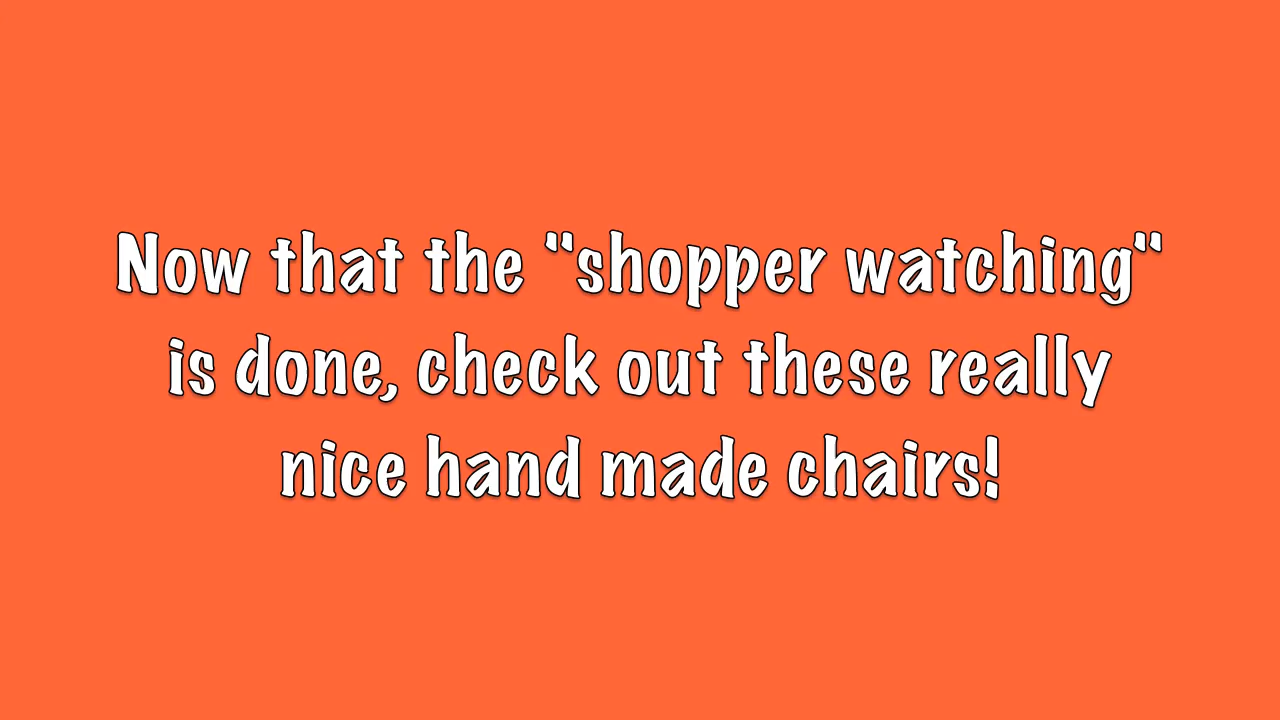 Now that the "shopper watching"
is done, check out these really
nice hand made chairs!